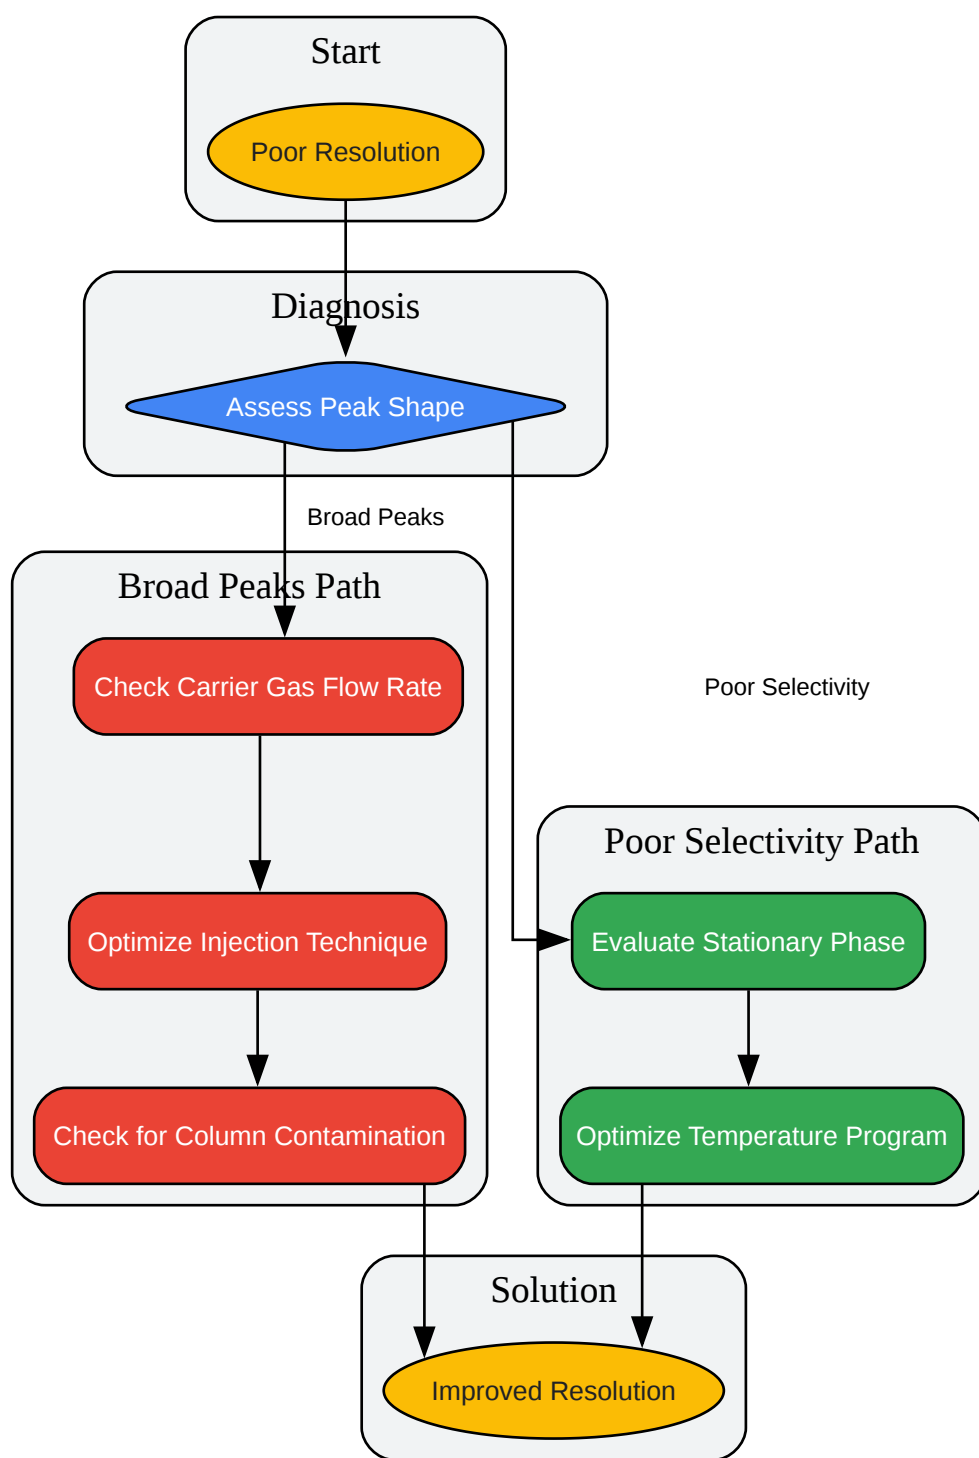 Start
Poor Resolution
Diagnosis
Assess Peak Shape
Broad Peaks
Broad Peaks Path
Check Carrier Gas Flow Rate
Poor Selectivity
Poor Selectivity Path
Optimize Injection Technique
Evaluate Stationary Phase
Check for Column Contamination
Optimize Temperature Program
Solution
Improved Resolution